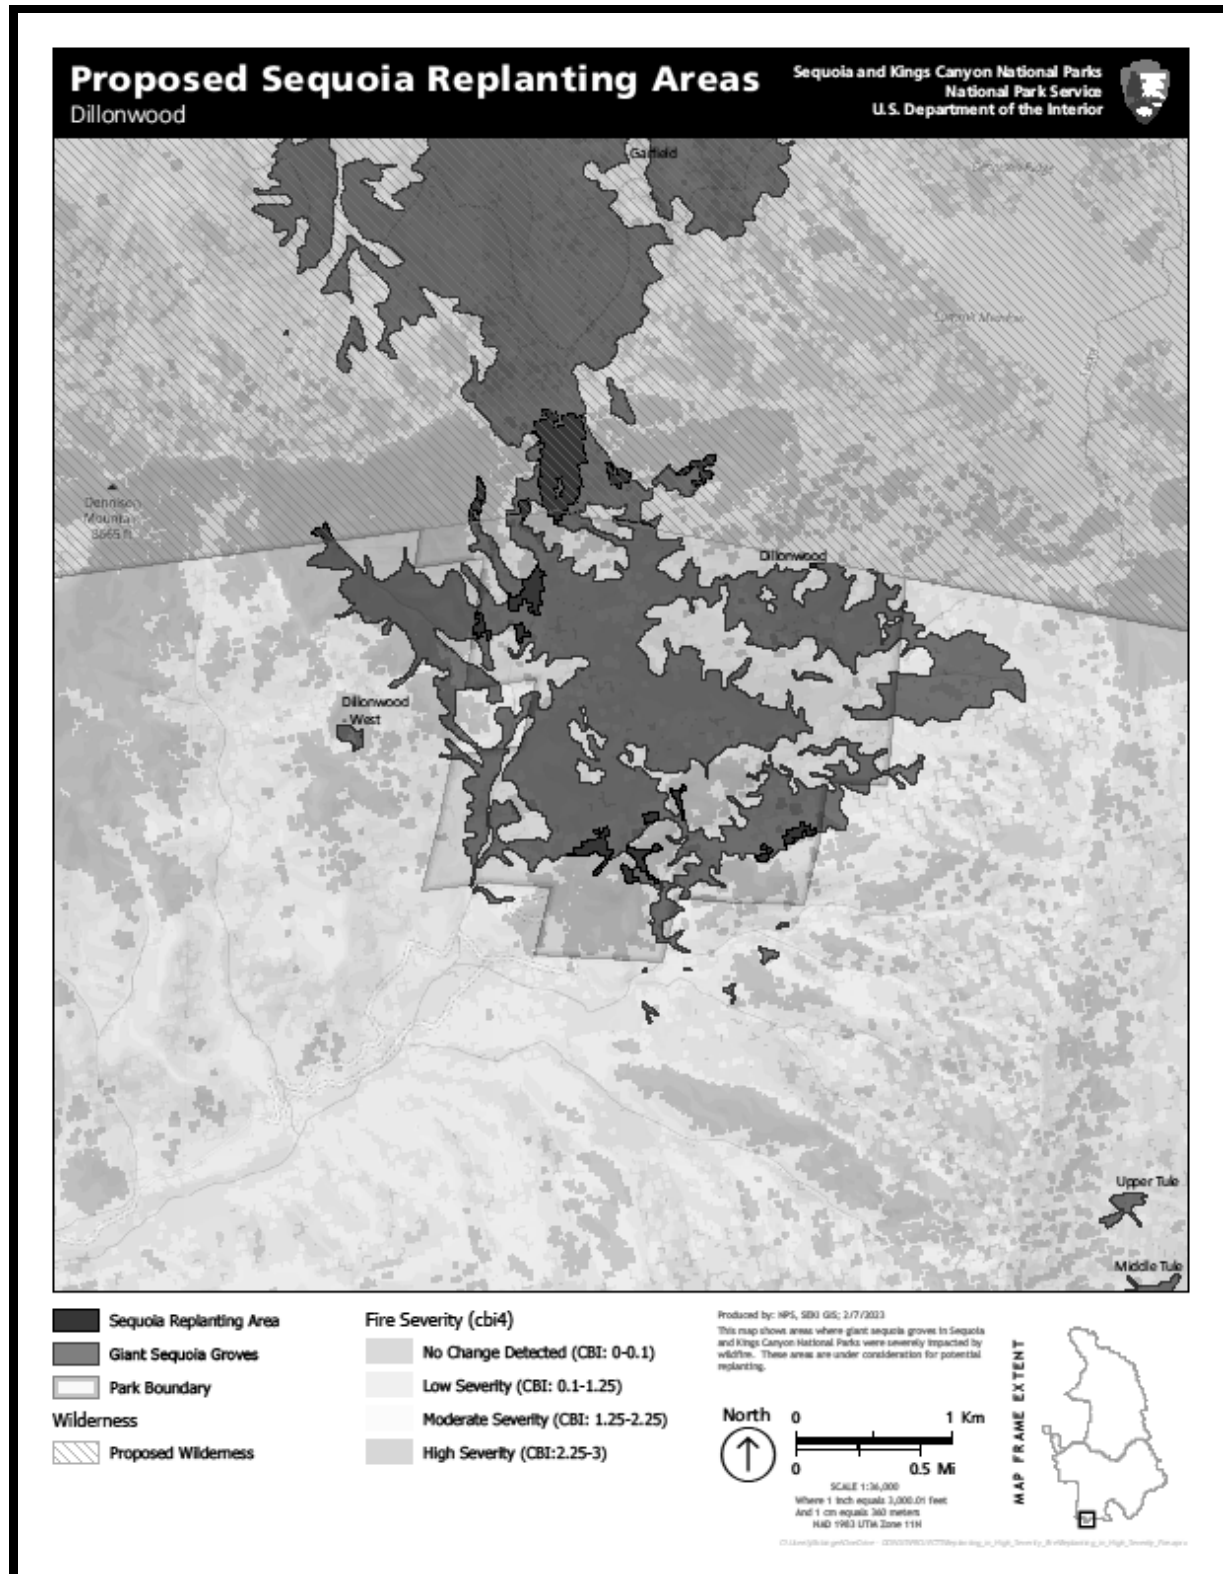 Proposed Sequoia Replanting Areas
Dillonwood
Sequoia and Kings Canyon National Parks
National Park Service
U.S. Department of the Interior
Garfield
Summit Meadow
Dennison
Mountain
8665 ft
Dillonwood
Dillonwood
- West
Upper Tule
Middle Tule
Sequoia Replanting Area
Giant Sequoia Groves
Park Boundary
Wilderness
Proposed Wilderness
Fire Severity (cbi4)
No Change Detected (CBI: 0-0.1)
Low Severity (CBI: 0.1-1.25)
Moderate Severity (CBI: 1.25-2.25)
High Severity (CBI:2.25-3)
Produced by: NPS, SEKI GIS; 2/7/2023
This map shows areas where giant sequoia groves in Sequoia
and Kings Canyon National Parks were severely impacted by
wildfire. These areas are under consideration for potential
replanting.
North
0 1 Km
0 0.5 Mi
SCALE 1:36,000
Where 1 inch equals 3,000.01 feet
And 1 cm equals 360 meters
NAD 1983 UTM Zone 11N
MAP FRAME EXTENT